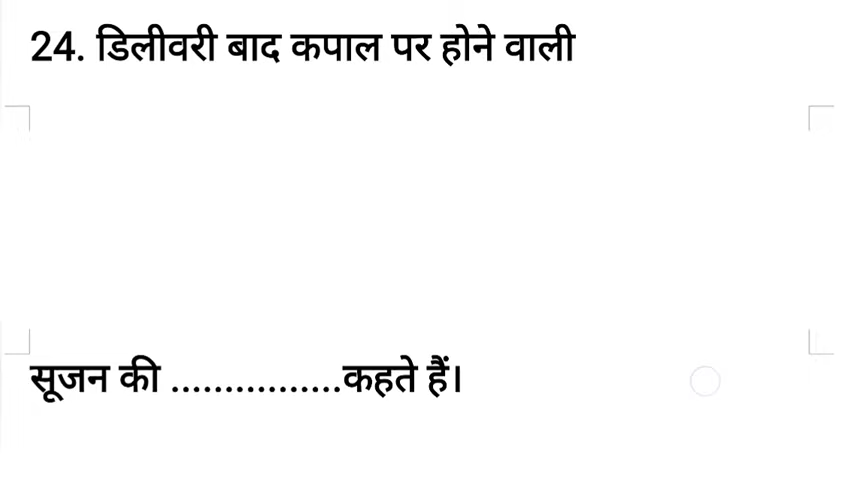 24. डिलीवरी बाद कपाल पर होने वाली
सूजन की ................कहते हैं।